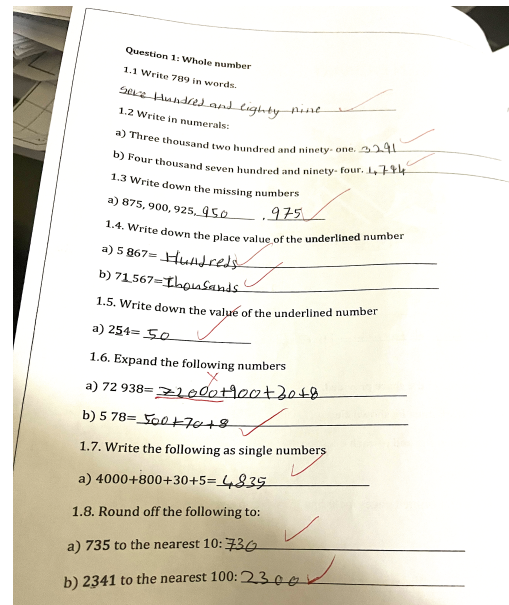 Question 1: Whole number
1.1 Write 789 in words.
Hundred and eighty nine
1.2 Write in numerals:
a) Three thousand two hundred and ninety- one. 3291
b) Four thousand seven hundred and ninety- four. 4794
1.3 Write down the missing numbers
a) 875, 900, 925, 950 , 975
1.4. Write down the place value of the underlined number
a) 5 867= Hundreds
b) 71 567= Thousands
1.5. Write down the value of the underlined number
a) 254= 50
1.6. Expand the following numbers
a) 72 938= 72000+900+30+8
b) 5 78= 500+70+8
1.7. Write the following as single numbers
a) 4000+800+30+5= 4835
1.8. Round off the following to:
a) 735 to the nearest 10: 730
b) 2341 to the nearest 100: 2300